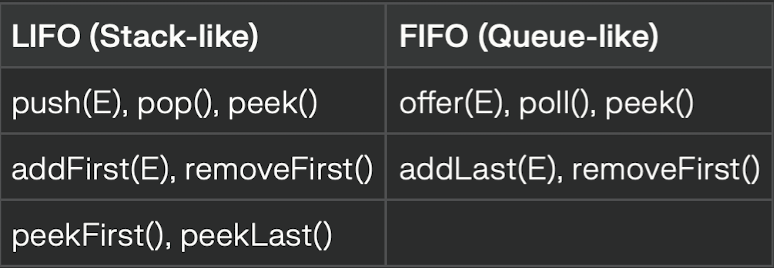 LIFO (Stack-like) FIFO (Queue-like)
push(E), pop(), peek() offer(E), poll(), peek()
addFirst(E), removeFirst() addLast(E), removeFirst()
peekFirst(), peekLast()